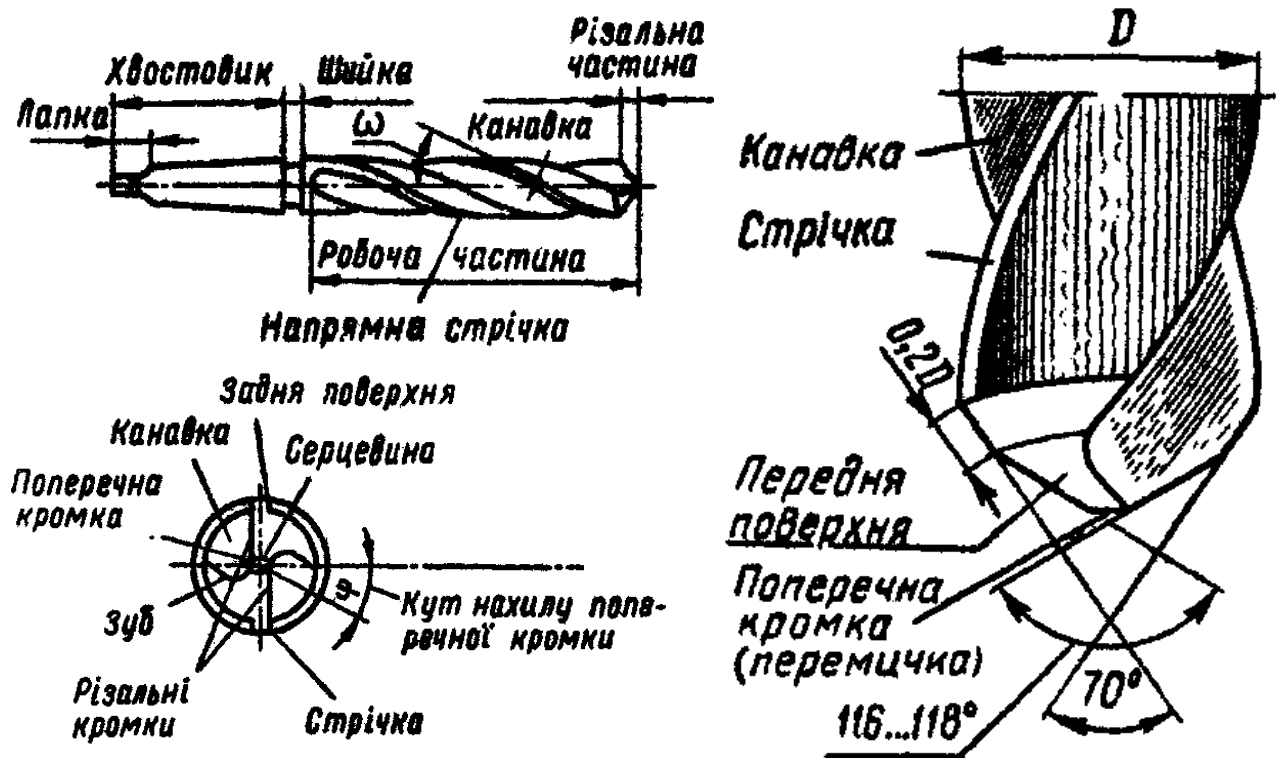 Хвостовик
Шийка
Різальна
частина
Лапка
ω
Канавка
Робоча частина
Напрямна стрічка
Задня поверхня
Канавка
Серцевина
Поперечна
кромка
Зуб
ψ
Кут нахилу попе-
речної кромки
Різальні
кромки
Стрічка
D
Канавка
Стрічка
0,2D
Передня
поверхня
Поперечна
кромка
(перемичка)
70°
116...118°